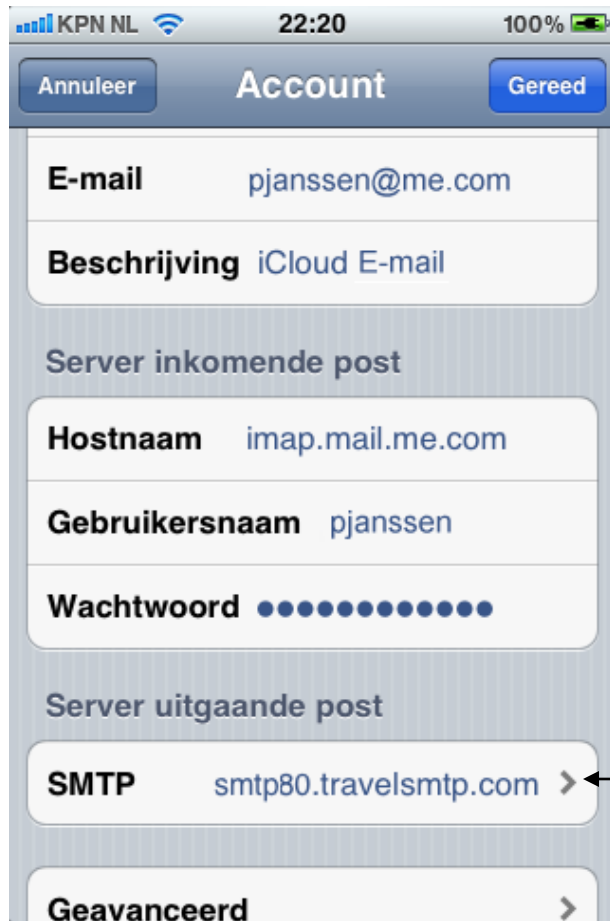 KPN NL 22:20 100%
Annuleer Account Gereed
E-mail pjanssen@me.com
Beschrijving iCloud E-mail
Server inkomende post
Hostnaam imap.mail.me.com
Gebruikersnaam pjanssen
Wachtwoord ●●●●●●●●●●●●
Server uitgaande post
SMTP smtp80.travelsmtp.com
Geavanceerd